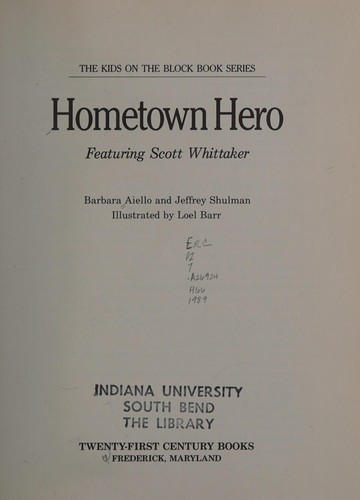 THE KIDS ON THE BLOCK BOOK SERIES
Hometown Hero
Featuring Scott Whittaker
Barbara Aiello and Jeffrey Shulman
Illustrated by Loel Barr
ERC
PZ
7
.A26924
H66
1989
INDIANA UNIVERSITY
SOUTH BEND
THE LIBRARY
TWENTY-FIRST CENTURY BOOKS
FREDERICK, MARYLAND